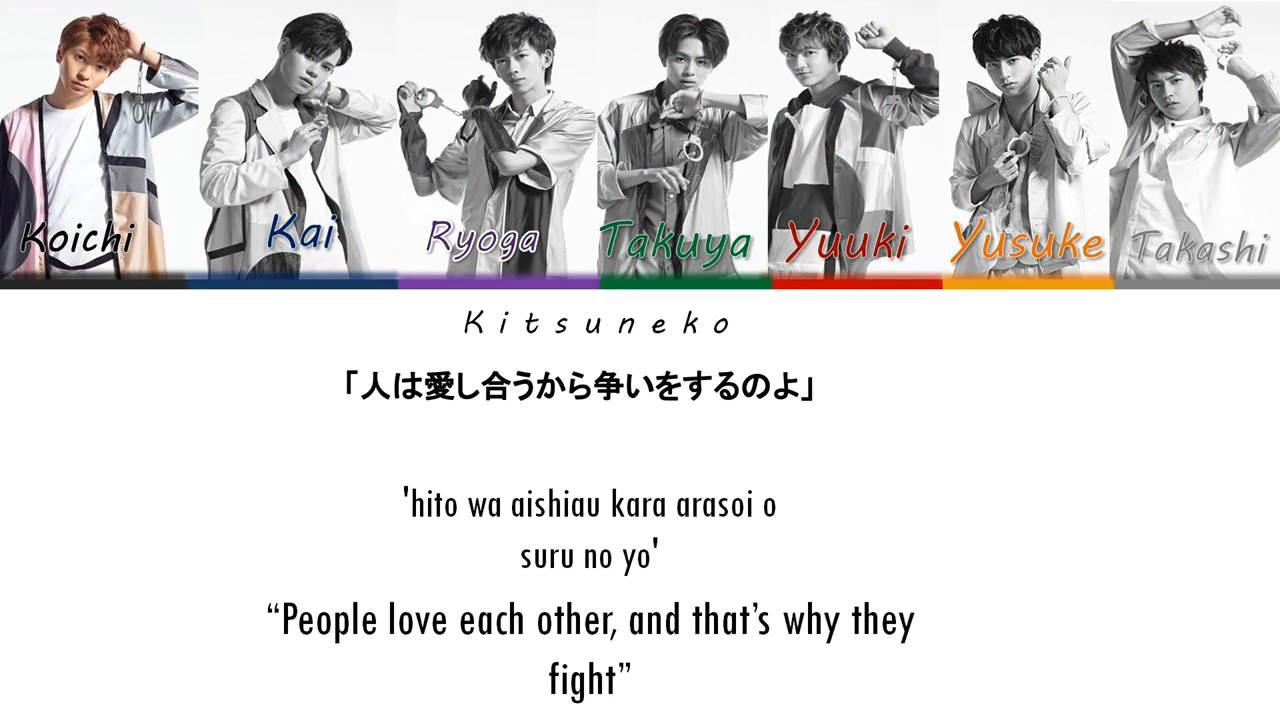 Koichi
Kai
Ryoga
Takuya
Yuuki
Yusuke
Takashi
Kitsuneko
「人は愛し合うから争いをするのよ」
'hito wa aishiau kara arasoi o
suru no yo'
“People love each other, and that’s why they
fight”